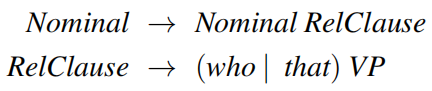 Nominal → Nominal RelClause
RelClause → (who | that) VP